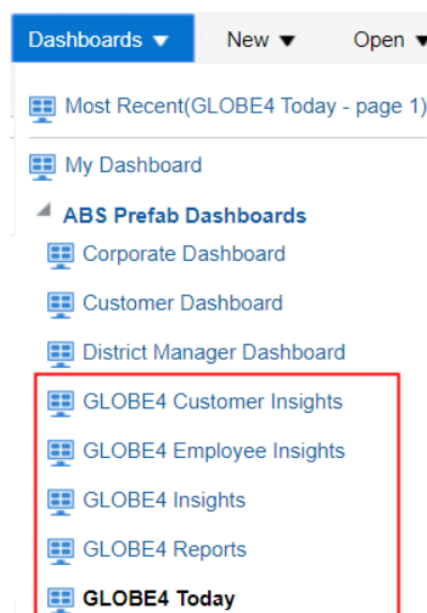 Dashboards New Open
Most Recent(GLOBE4 Today - page 1)
My Dashboard
ABS Prefab Dashboards
Corporate Dashboard
Customer Dashboard
District Manager Dashboard
GLOBE4 Customer Insights
GLOBE4 Employee Insights
GLOBE4 Insights
GLOBE4 Reports
GLOBE4 Today